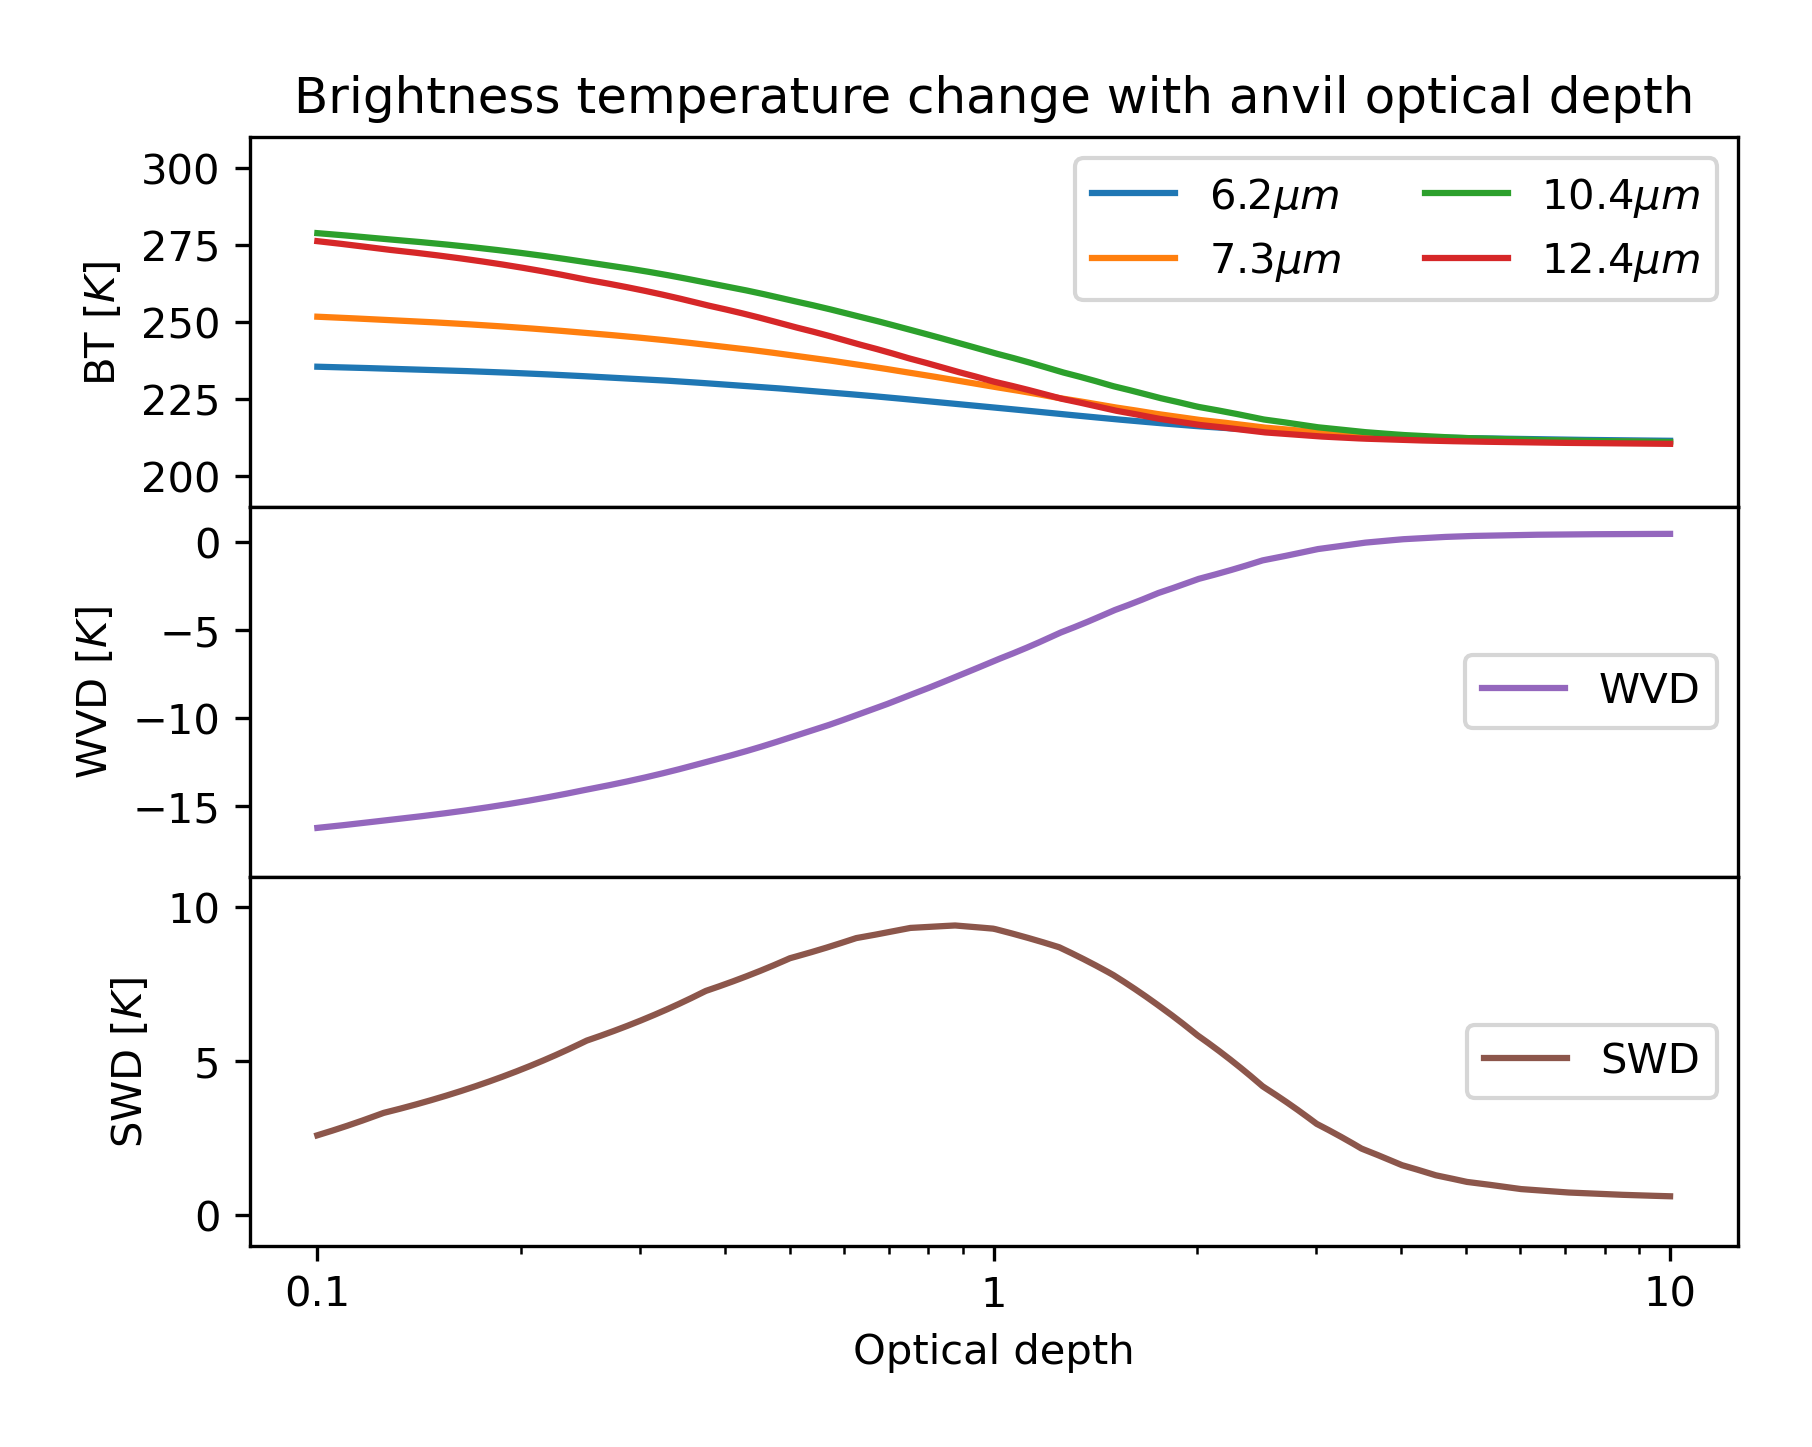 Brightness temperature change with anvil optical depth
300
275
250
225
200
BT [K]
6.2μm
7.3μm
10.4μm
12.4μm
0
−5
−10
−15
WVD [K]
WVD
10
5
0
SWD [K]
SWD
0.1
1
10
Optical depth